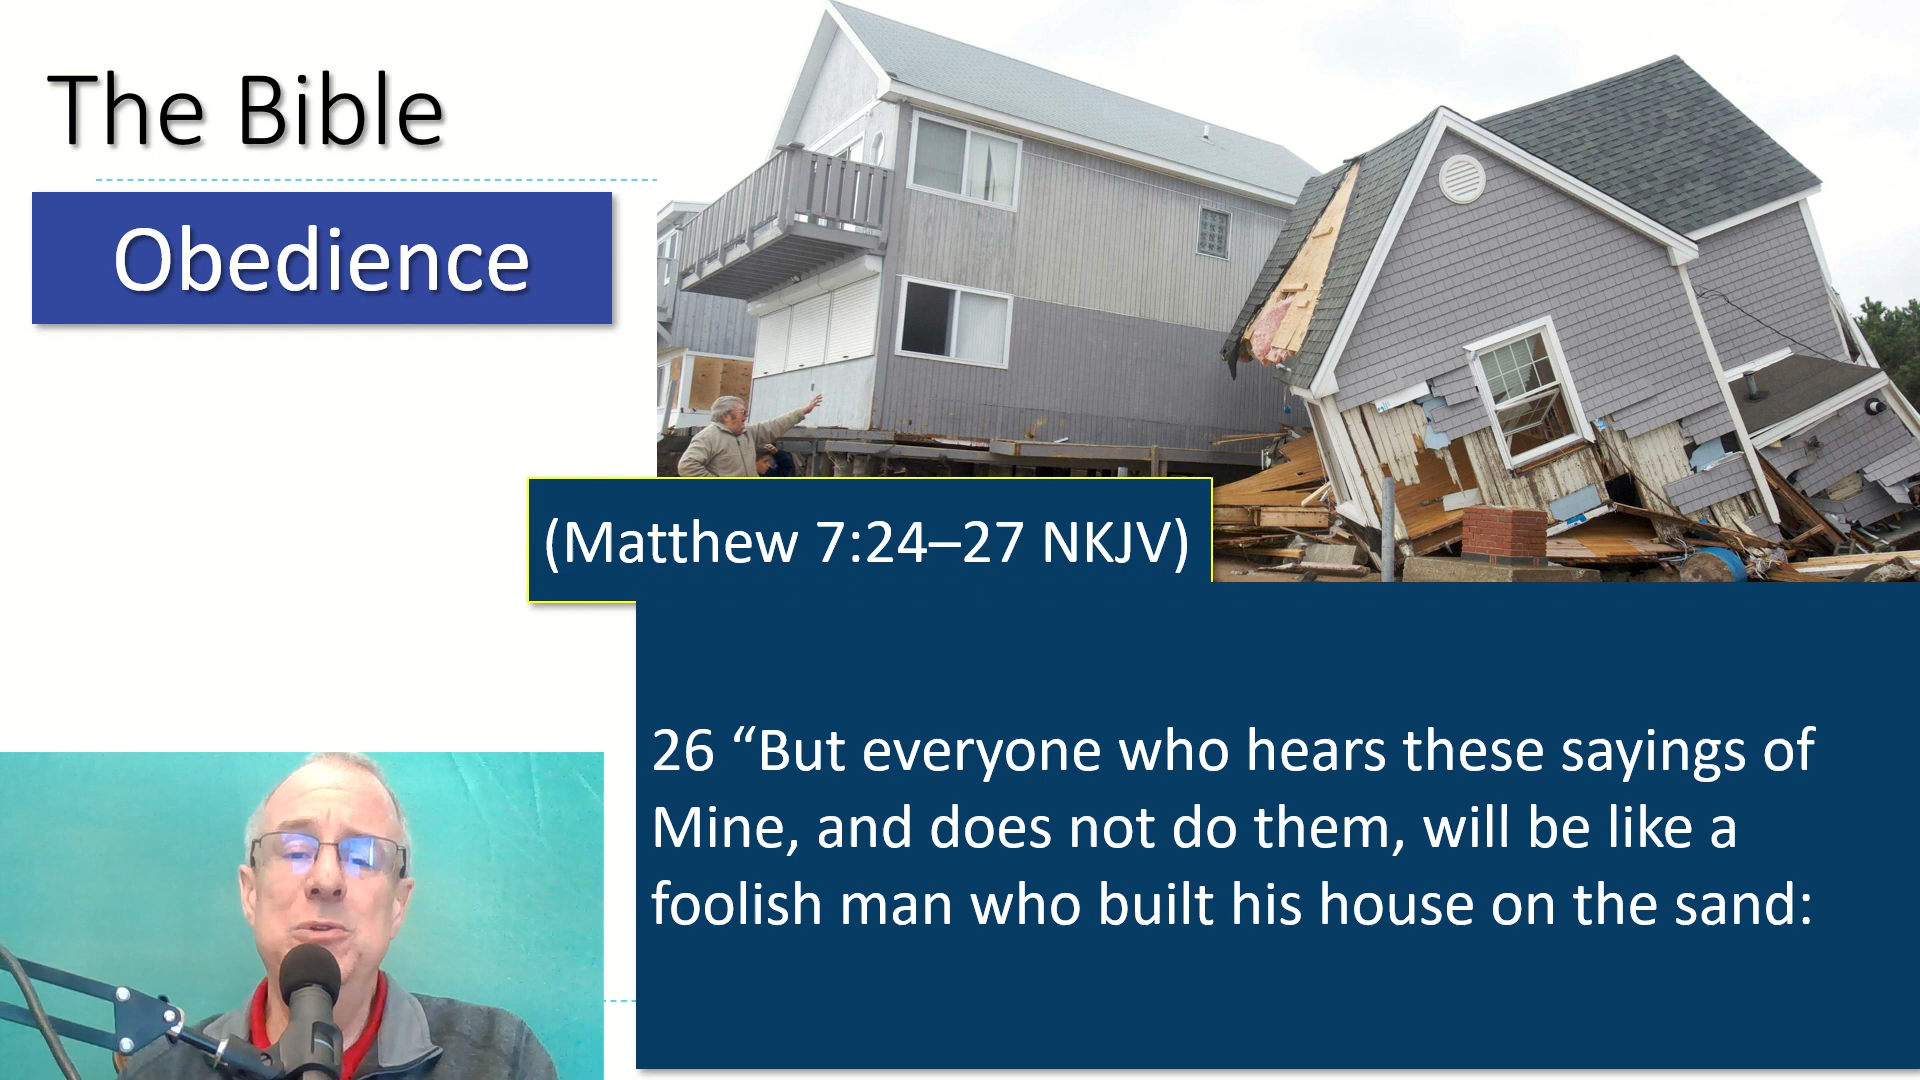 The Bible
Obedience
(Matthew 7:24–27 NKJV)
26 “But everyone who hears these sayings of
Mine, and does not do them, will be like a
foolish man who built his house on the sand: